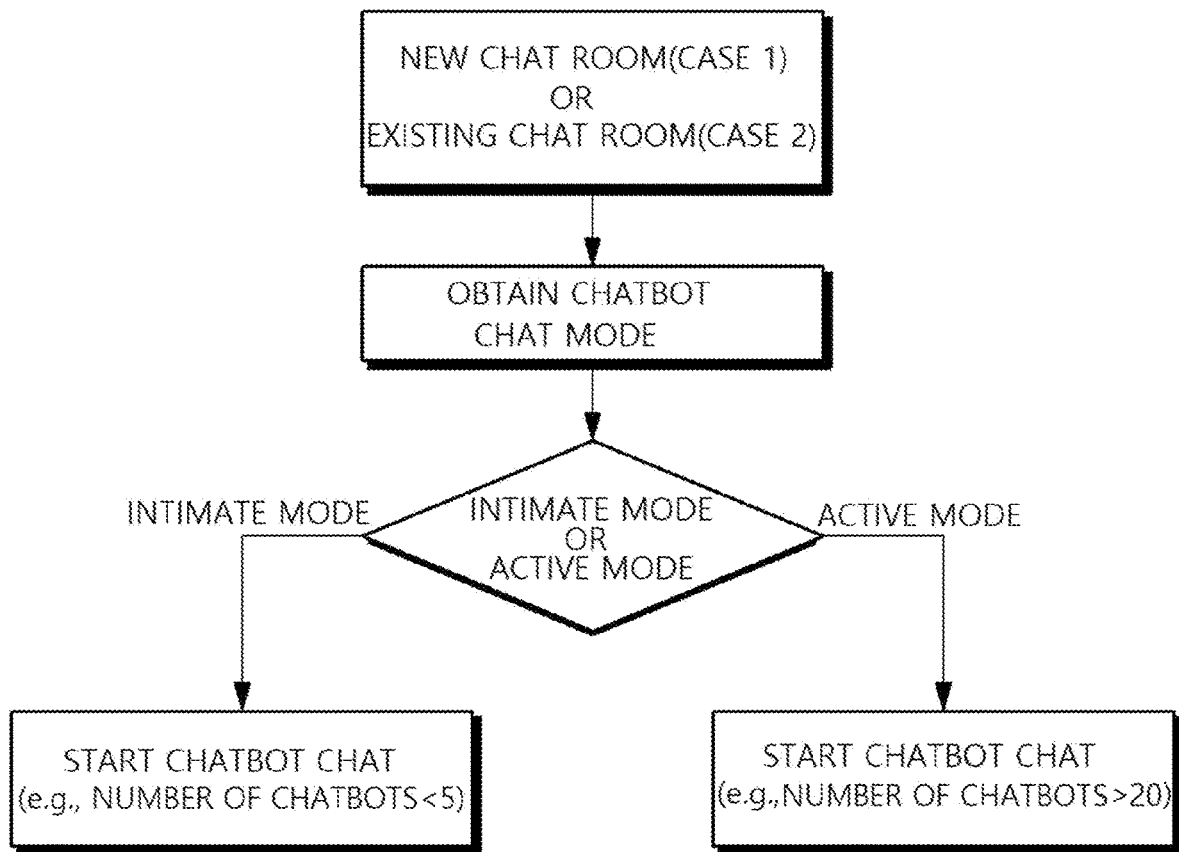 NEW CHAT ROOM(CASE 1)
OR
EXISTING CHAT ROOM(CASE 2)
OBTAIN CHATBOT
CHAT MODE
INTIMATE MODE
INTIMATE MODE
OR
ACTIVE MODE
ACTIVE MODE
START CHATBOT CHAT
(e.g., NUMBER OF CHATBOTS<5)
START CHATBOT CHAT
(e.g.,NUMBER OF CHATBOTS>20)